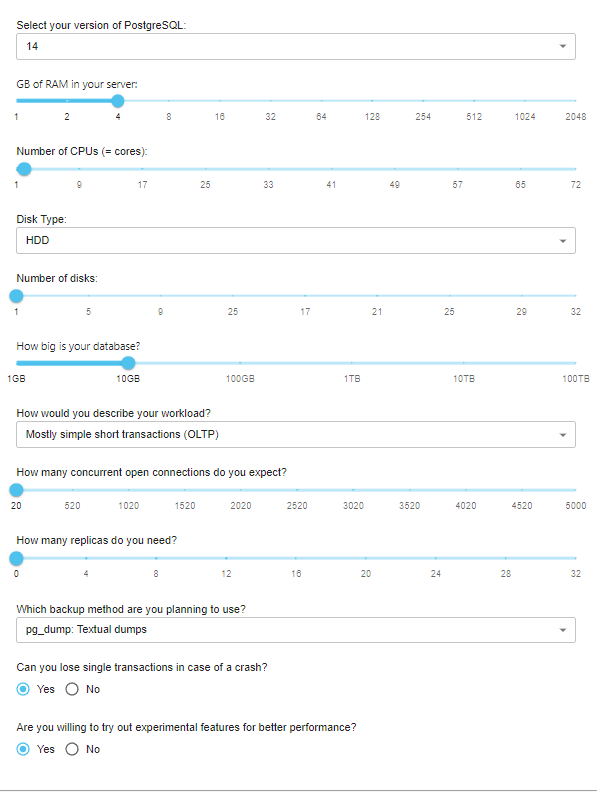 Select your version of PostgreSQL:
14
GB of RAM in your server:
1 2 4 8 16 32 64 128 254 512 1024 2048
Number of CPUs (= cores):
1 9 17 25 33 41 49 57 65 72
Disk Type:
HDD
Number of disks:
1 5 9 25 17 21 25 29 32
How big is your database?
1GB 10GB 100GB 1TB 10TB 100TB
How would you describe your workload?
Mostly simple short transactions (OLTP)
How many concurrent open connections do you expect?
20 520 1020 1520 2020 2520 3020 3520 4020 4520 5000
How many replicas do you need?
0 4 8 12 16 20 24 28 32
Which backup method are you planning to use?
pg_dump: Textual dumps
Can you lose single transactions in case of a crash?
Yes No
Are you willing to try out experimental features for better performance?
Yes No